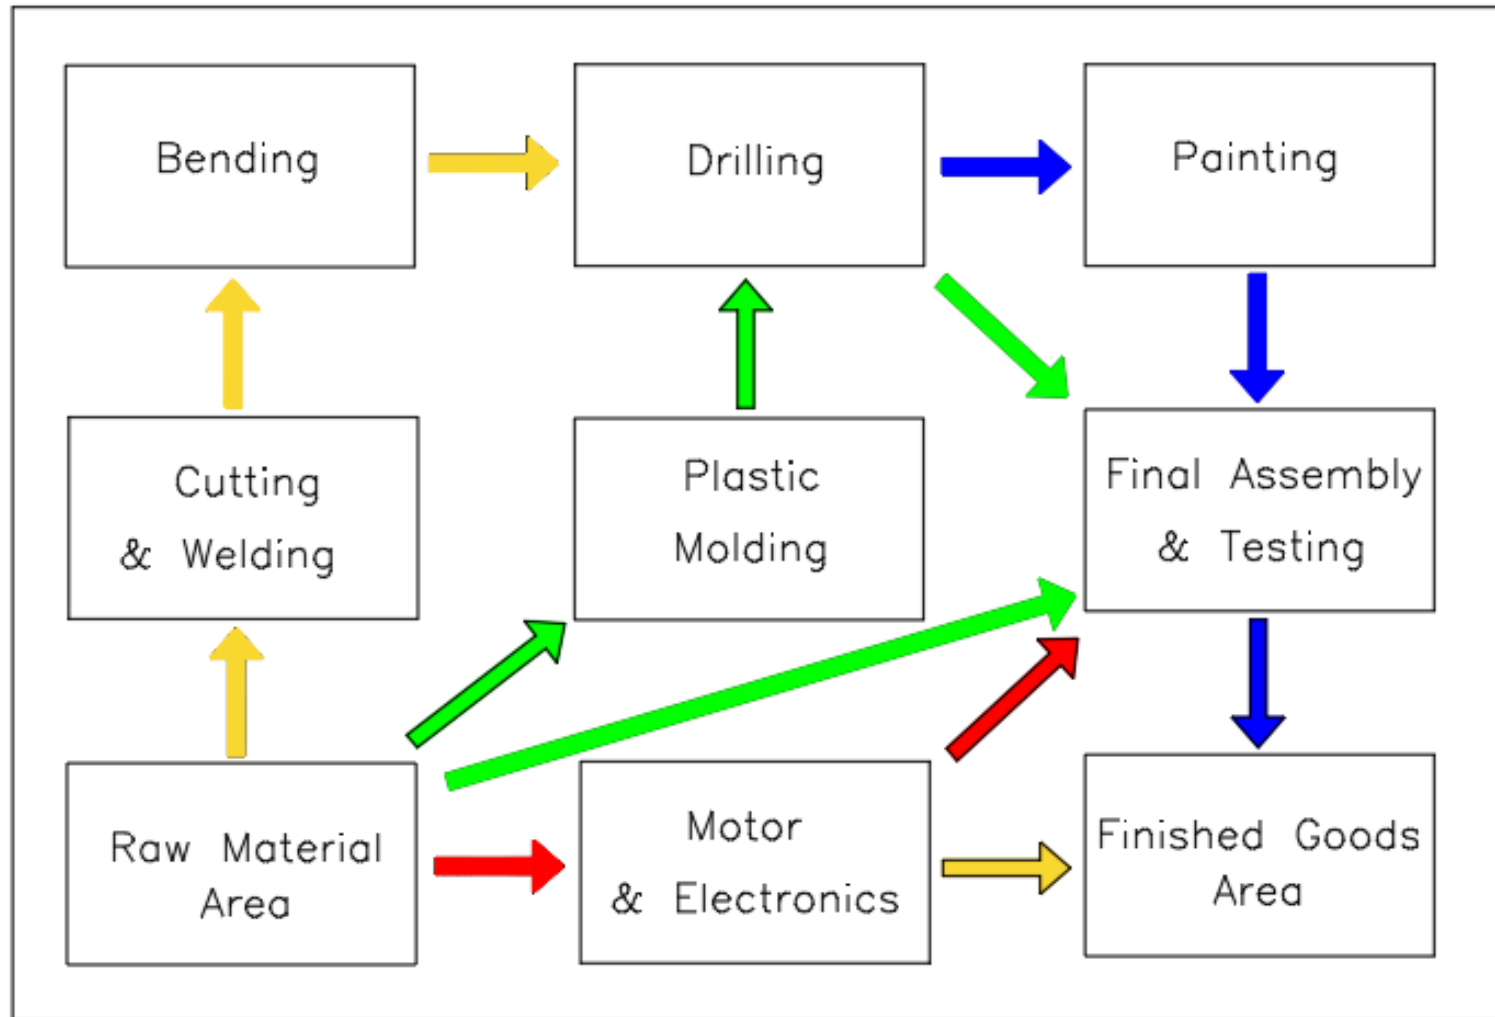 Bending
Drilling
Painting
Cutting
& Welding
Plastic
Molding
Final Assembly
& Testing
Raw Material
Area
Motor
& Electronics
Finished Goods
Area